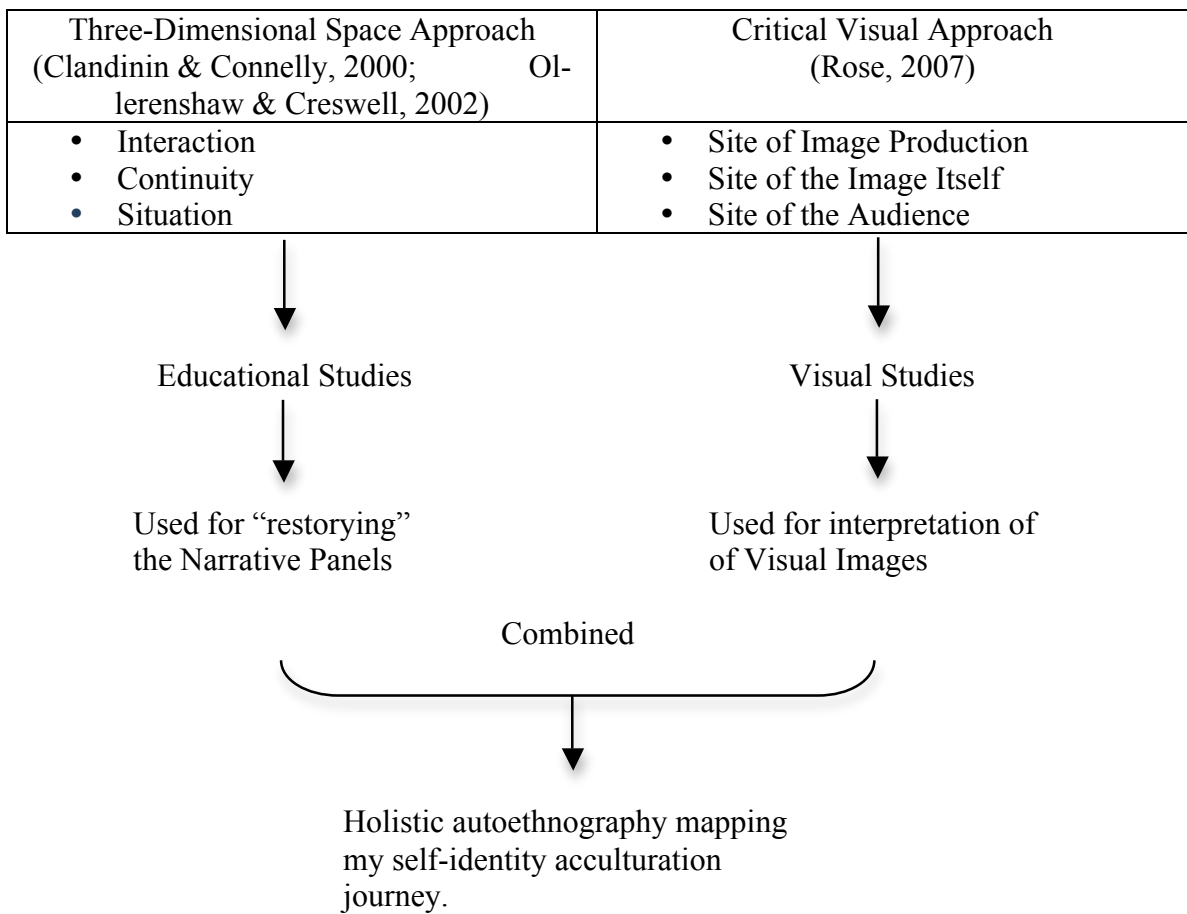 Three-Dimensional Space Approach
(Clandinin & Connelly, 2000; Ol-
lerenshaw & Creswell, 2002)
• Interaction
• Continuity
• Situation
Critical Visual Approach
(Rose, 2007)
• Site of Image Production
• Site of the Image Itself
• Site of the Audience
Educational Studies
Visual Studies
Used for “restorying”
the Narrative Panels
Used for interpretation of
of Visual Images
Combined
Holistic autoethnography mapping
my self-identity acculturation
journey.